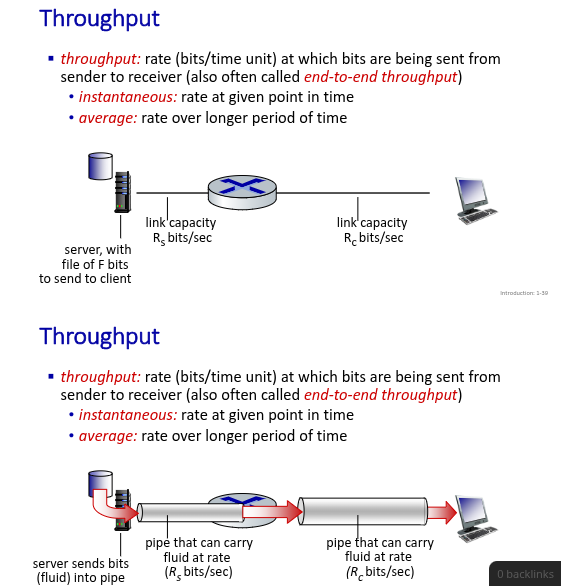 Throughput
▪ throughput: rate (bits/time unit) at which bits are being sent from
sender to receiver (also often called end-to-end throughput)
• instantaneous: rate at given point in time
• average: rate over longer period of time
server, with
file of F bits
to send to client
link capacity
Rs bits/sec
link capacity
Rc bits/sec
Introduction: 1-39
Throughput
▪ throughput: rate (bits/time unit) at which bits are being sent from
sender to receiver (also often called end-to-end throughput)
• instantaneous: rate at given point in time
• average: rate over longer period of time
server sends bits
(fluid) into pipe
pipe that can carry
fluid at rate
(Rs bits/sec)
pipe that can carry
fluid at rate
(Rc bits/sec)
0 backlinks